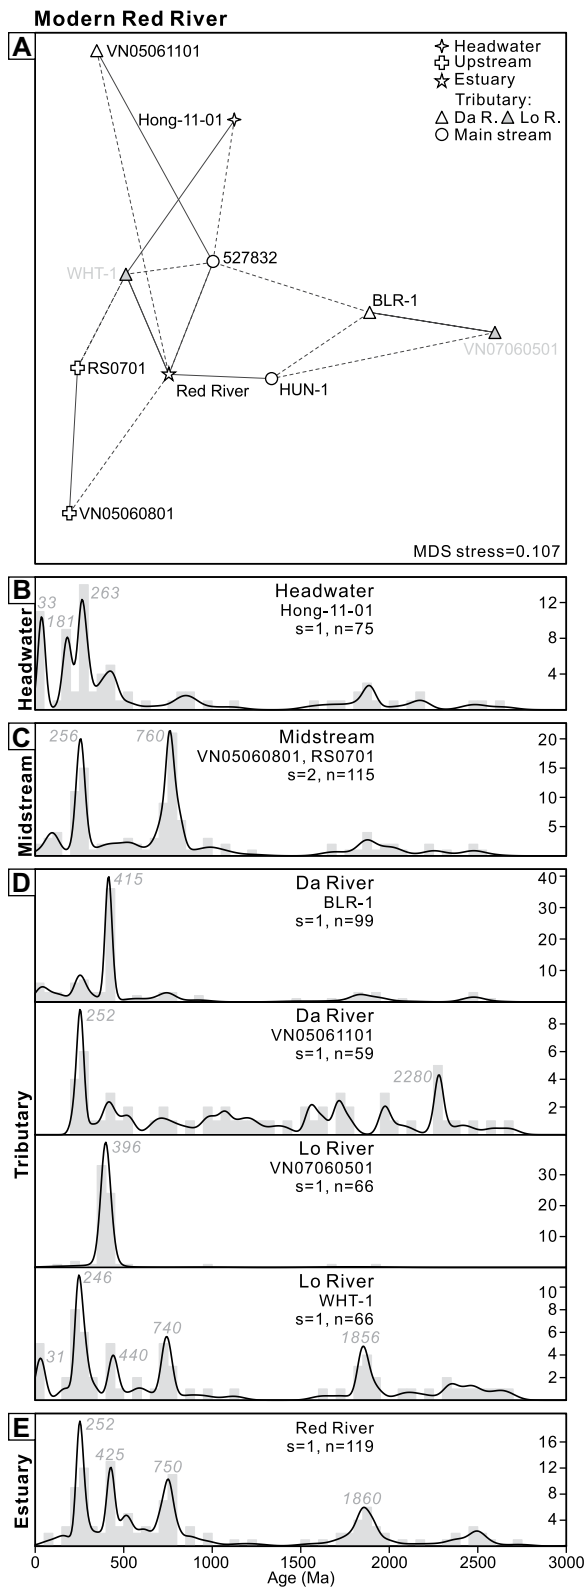 Modern Red River
A
VN05061101
Headwater
Upstream
Estuary
Tributary:
Da R. Lo R.
Main stream
Hong-11-01
527832
WHT-1
BLR-1
VN07060501
RS0701
Red River
HUN-1
VN05060801
MDS stress=0.107
B
Headwater
Headwater
Hong-11-01
s=1, n=75
33
181
263
12
8
4
C
Midstream
Midstream
VN05060801, RS0701
s=2, n=115
256
760
20
15
10
5
D
Tributary
Da River
BLR-1
s=1, n=99
415
40
30
20
10
Da River
VN05061101
s=1, n=59
252
2280
8
6
4
2
Lo River
VN07060501
s=1, n=66
396
30
20
10
Lo River
WHT-1
s=1, n=66
31
246
440
740
1856
10
8
6
4
2
E
Estuary
Red River
s=1, n=119
252
425
750
1860
16
12
8
4
0 500 1000 1500 2000 2500 3000
Age (Ma)